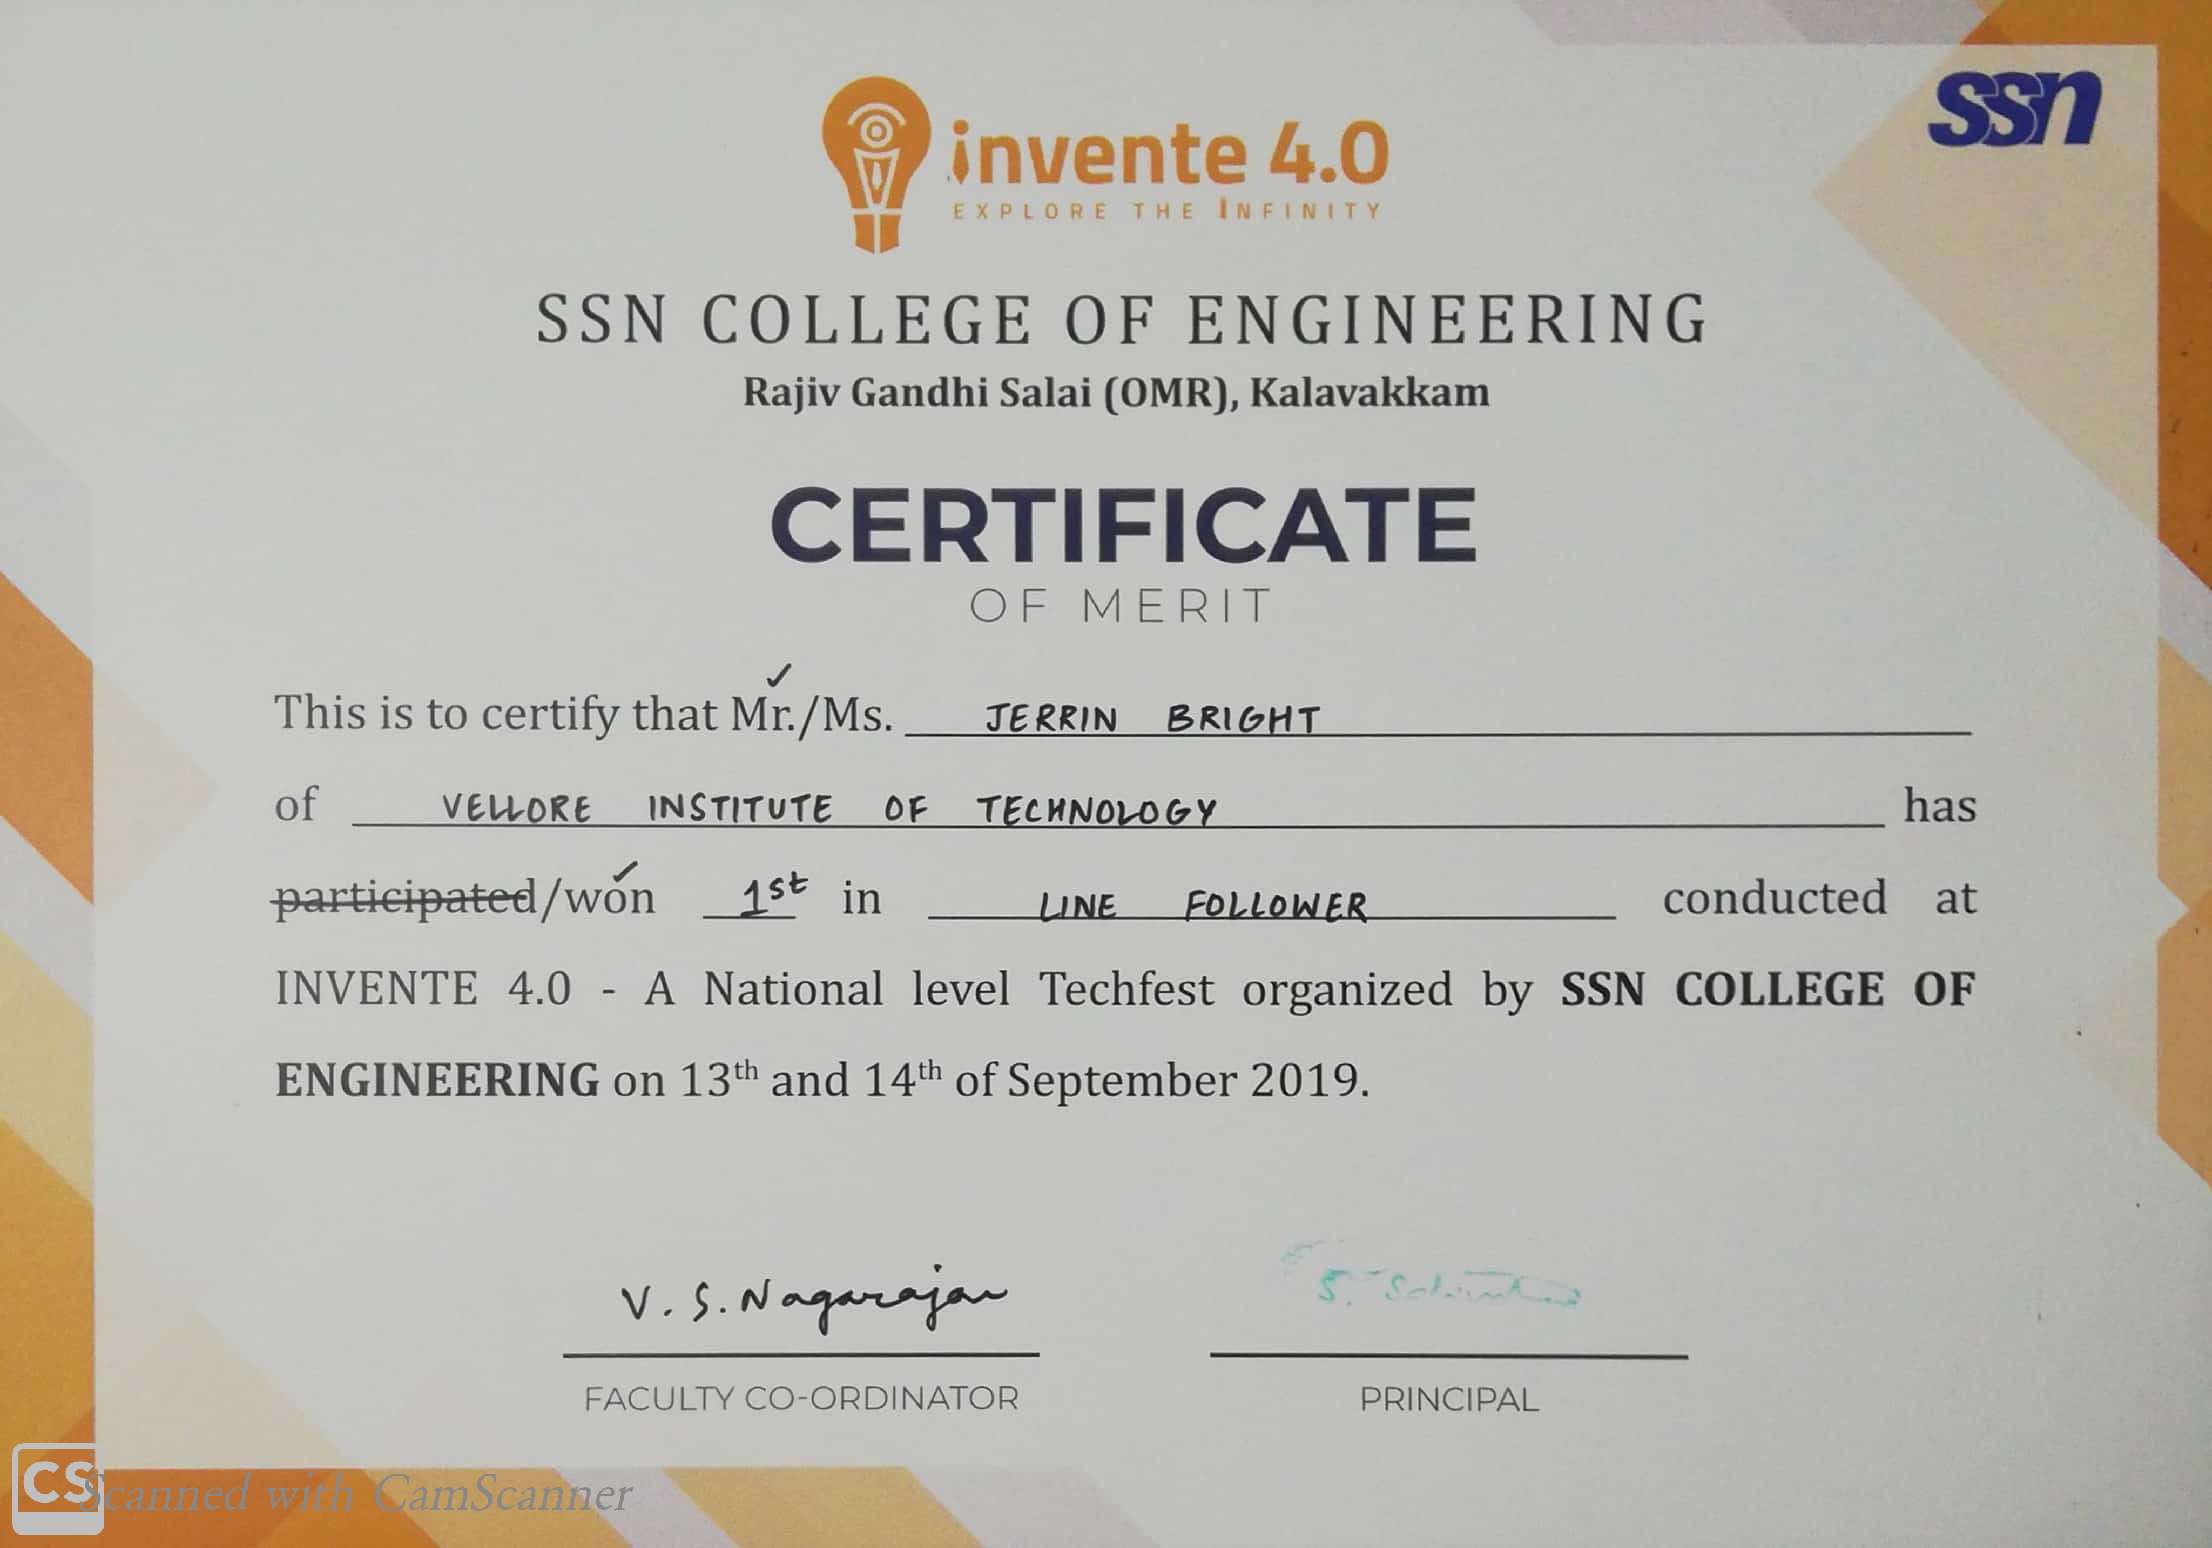 ssn
invente 4.0
EXPLORE THE INFINITY
SSN COLLEGE OF ENGINEERING
Rajiv Gandhi Salai (OMR), Kalavakkam
CERTIFICATE
OF MERIT
This is to certify that Mr./Ms. JERRIN BRIGHT
of VELLORE INSTITUTE OF TECHNOLOGY has
participated/won 1st in LINE FOLLOWER conducted at
INVENTE 4.0 - A National level Techfest organized by SSN COLLEGE OF
ENGINEERING on 13th and 14th of September 2019.
V. S. Nagarajan
S.
FACULTY CO-ORDINATOR PRINCIPAL
CS Scanned with CamScanner